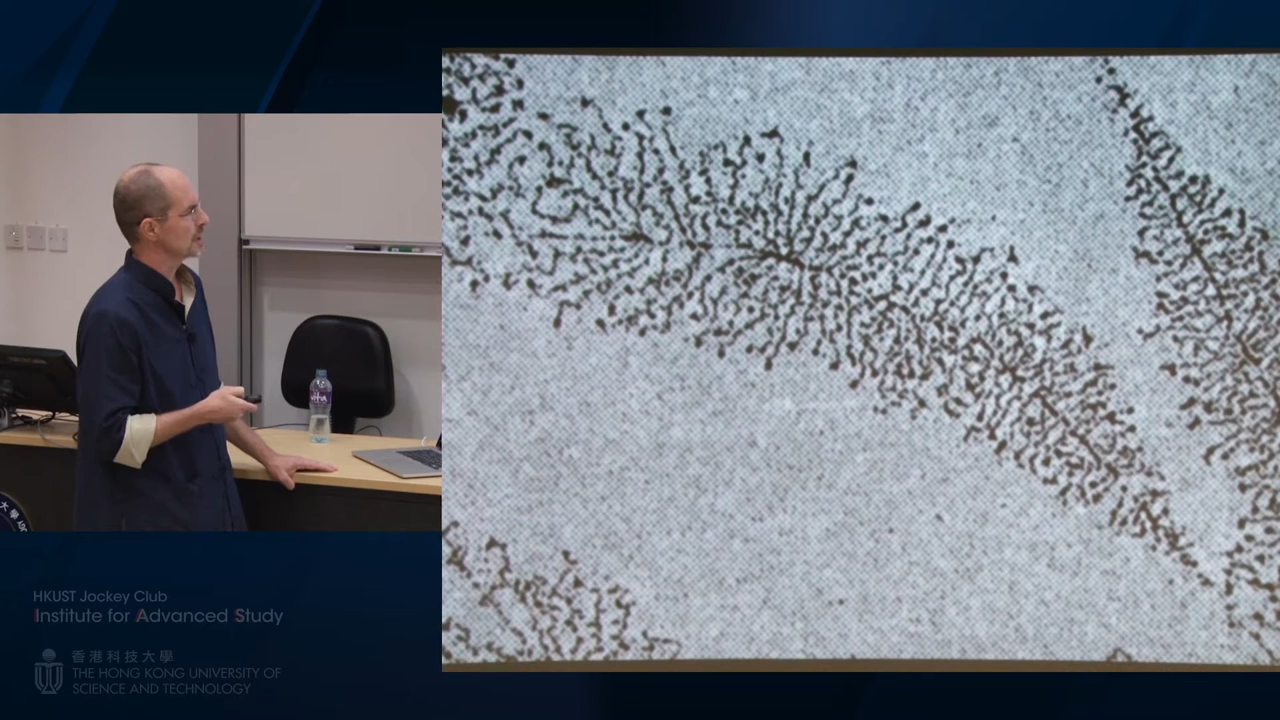 vita
HKUST Jockey Club
Institute for Advanced Study
香港科技大學
THE HONG KONG UNIVERSITY OF
SCIENCE AND TECHNOLOGY